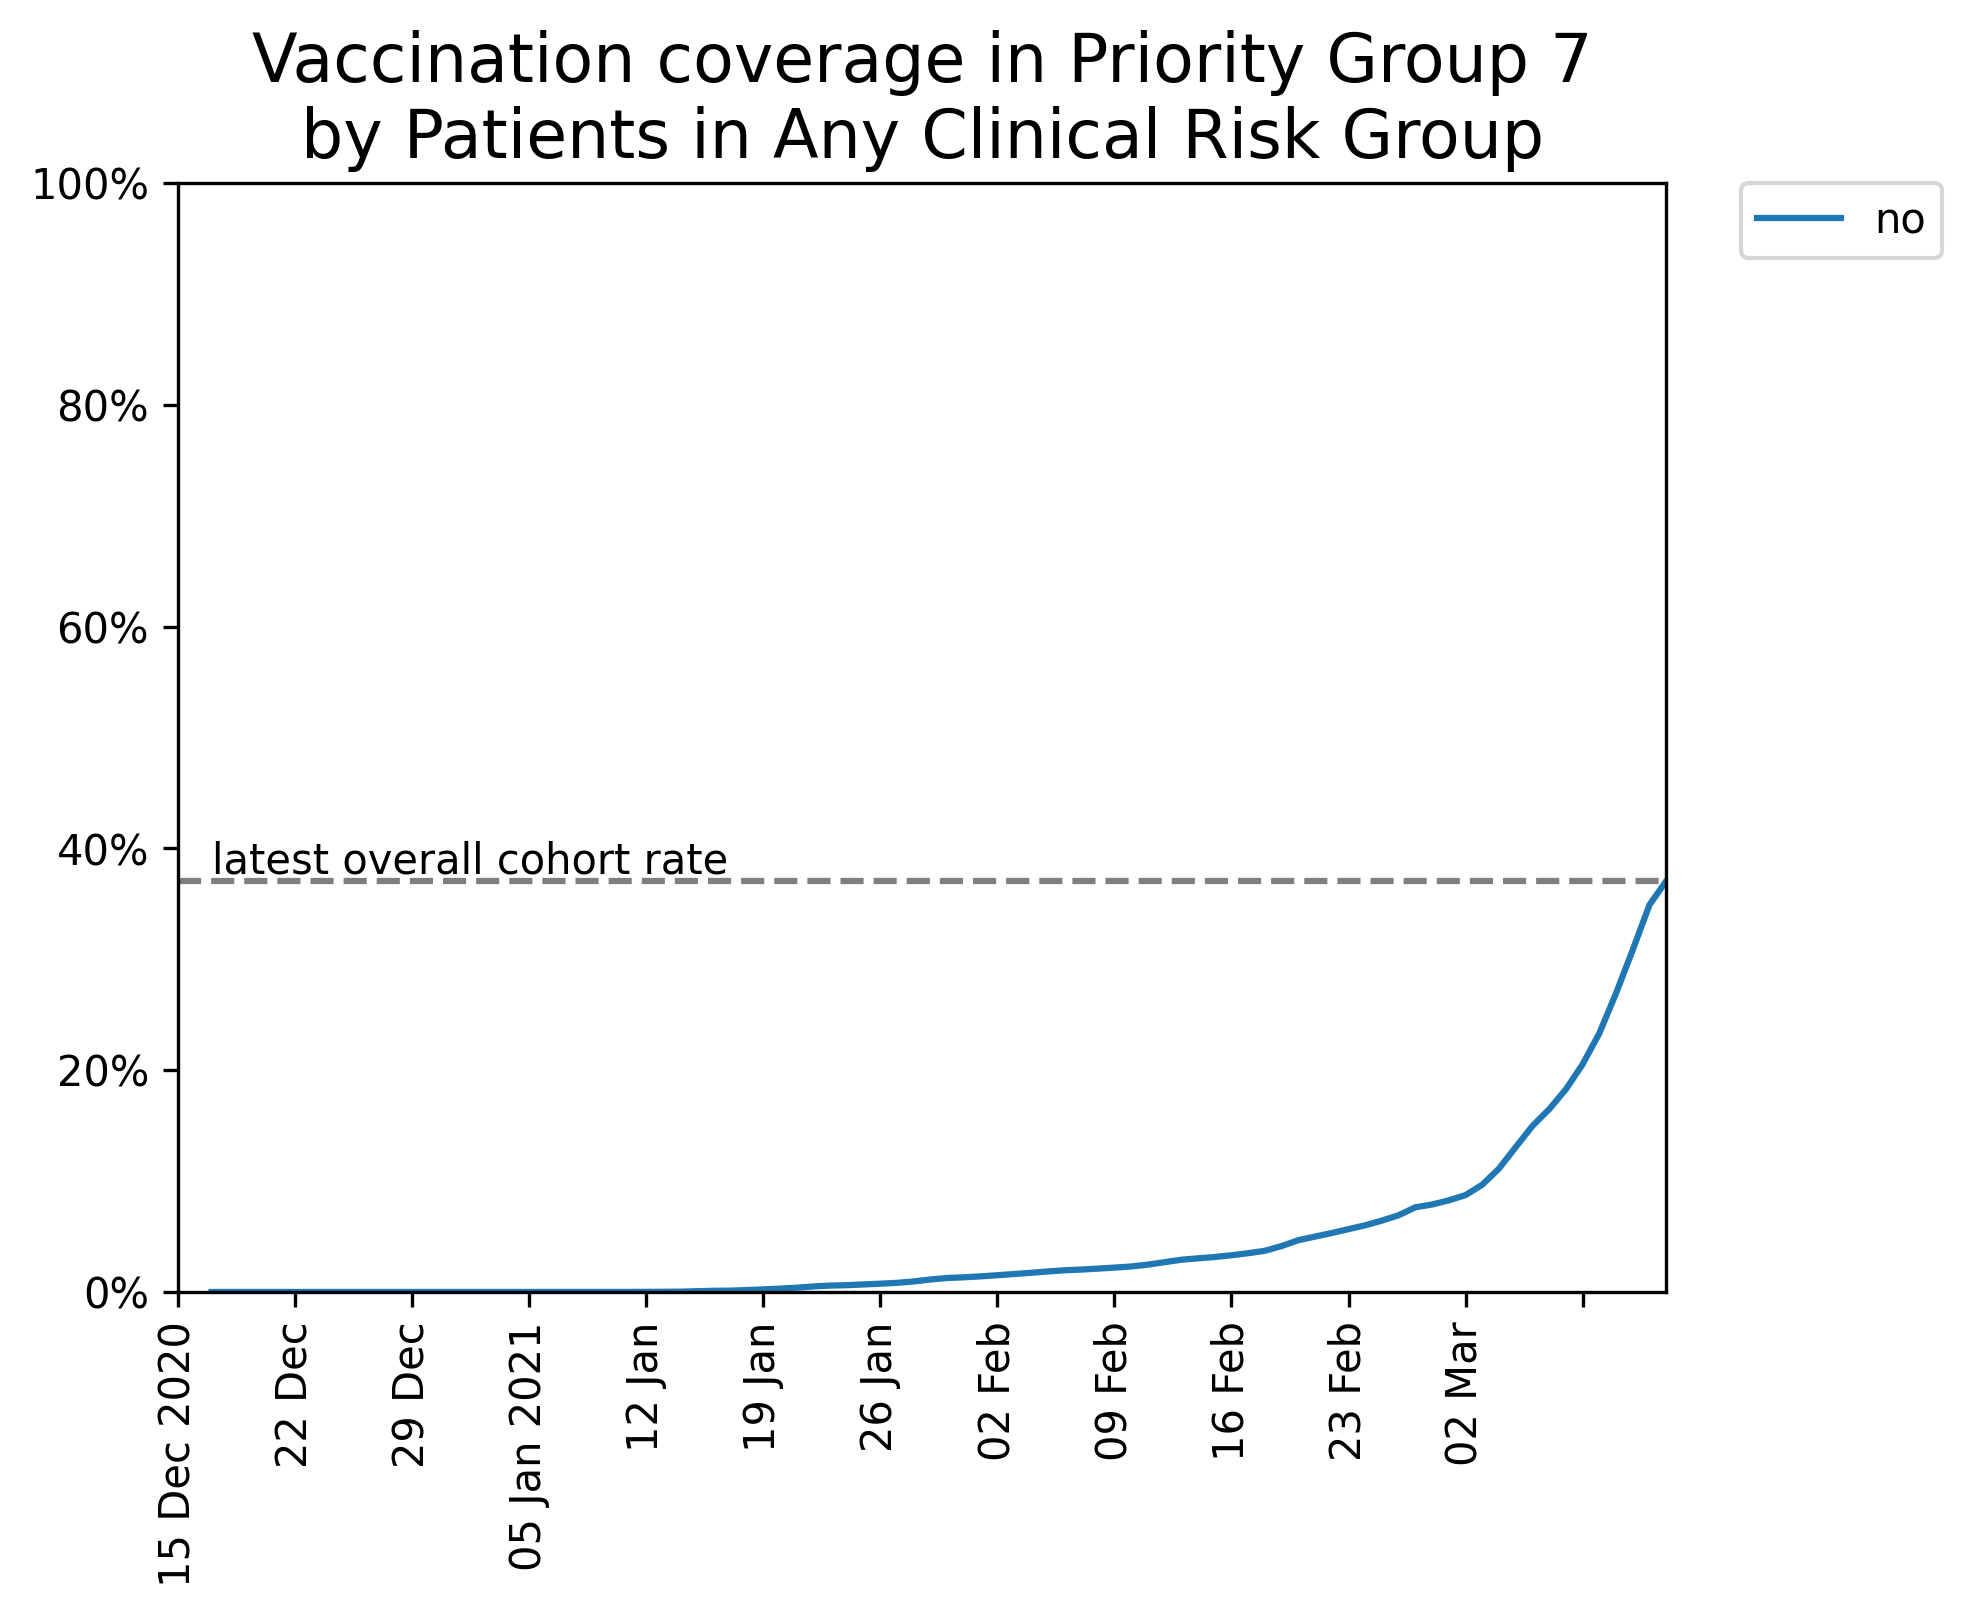 Vaccination coverage in Priority Group 7
by Patients in Any Clinical Risk Group
100%
80%
60%
40%
20%
0%
no
latest overall cohort rate
15 Dec 2020
22 Dec
29 Dec
05 Jan 2021
12 Jan
19 Jan
26 Jan
02 Feb
09 Feb
16 Feb
23 Feb
02 Mar